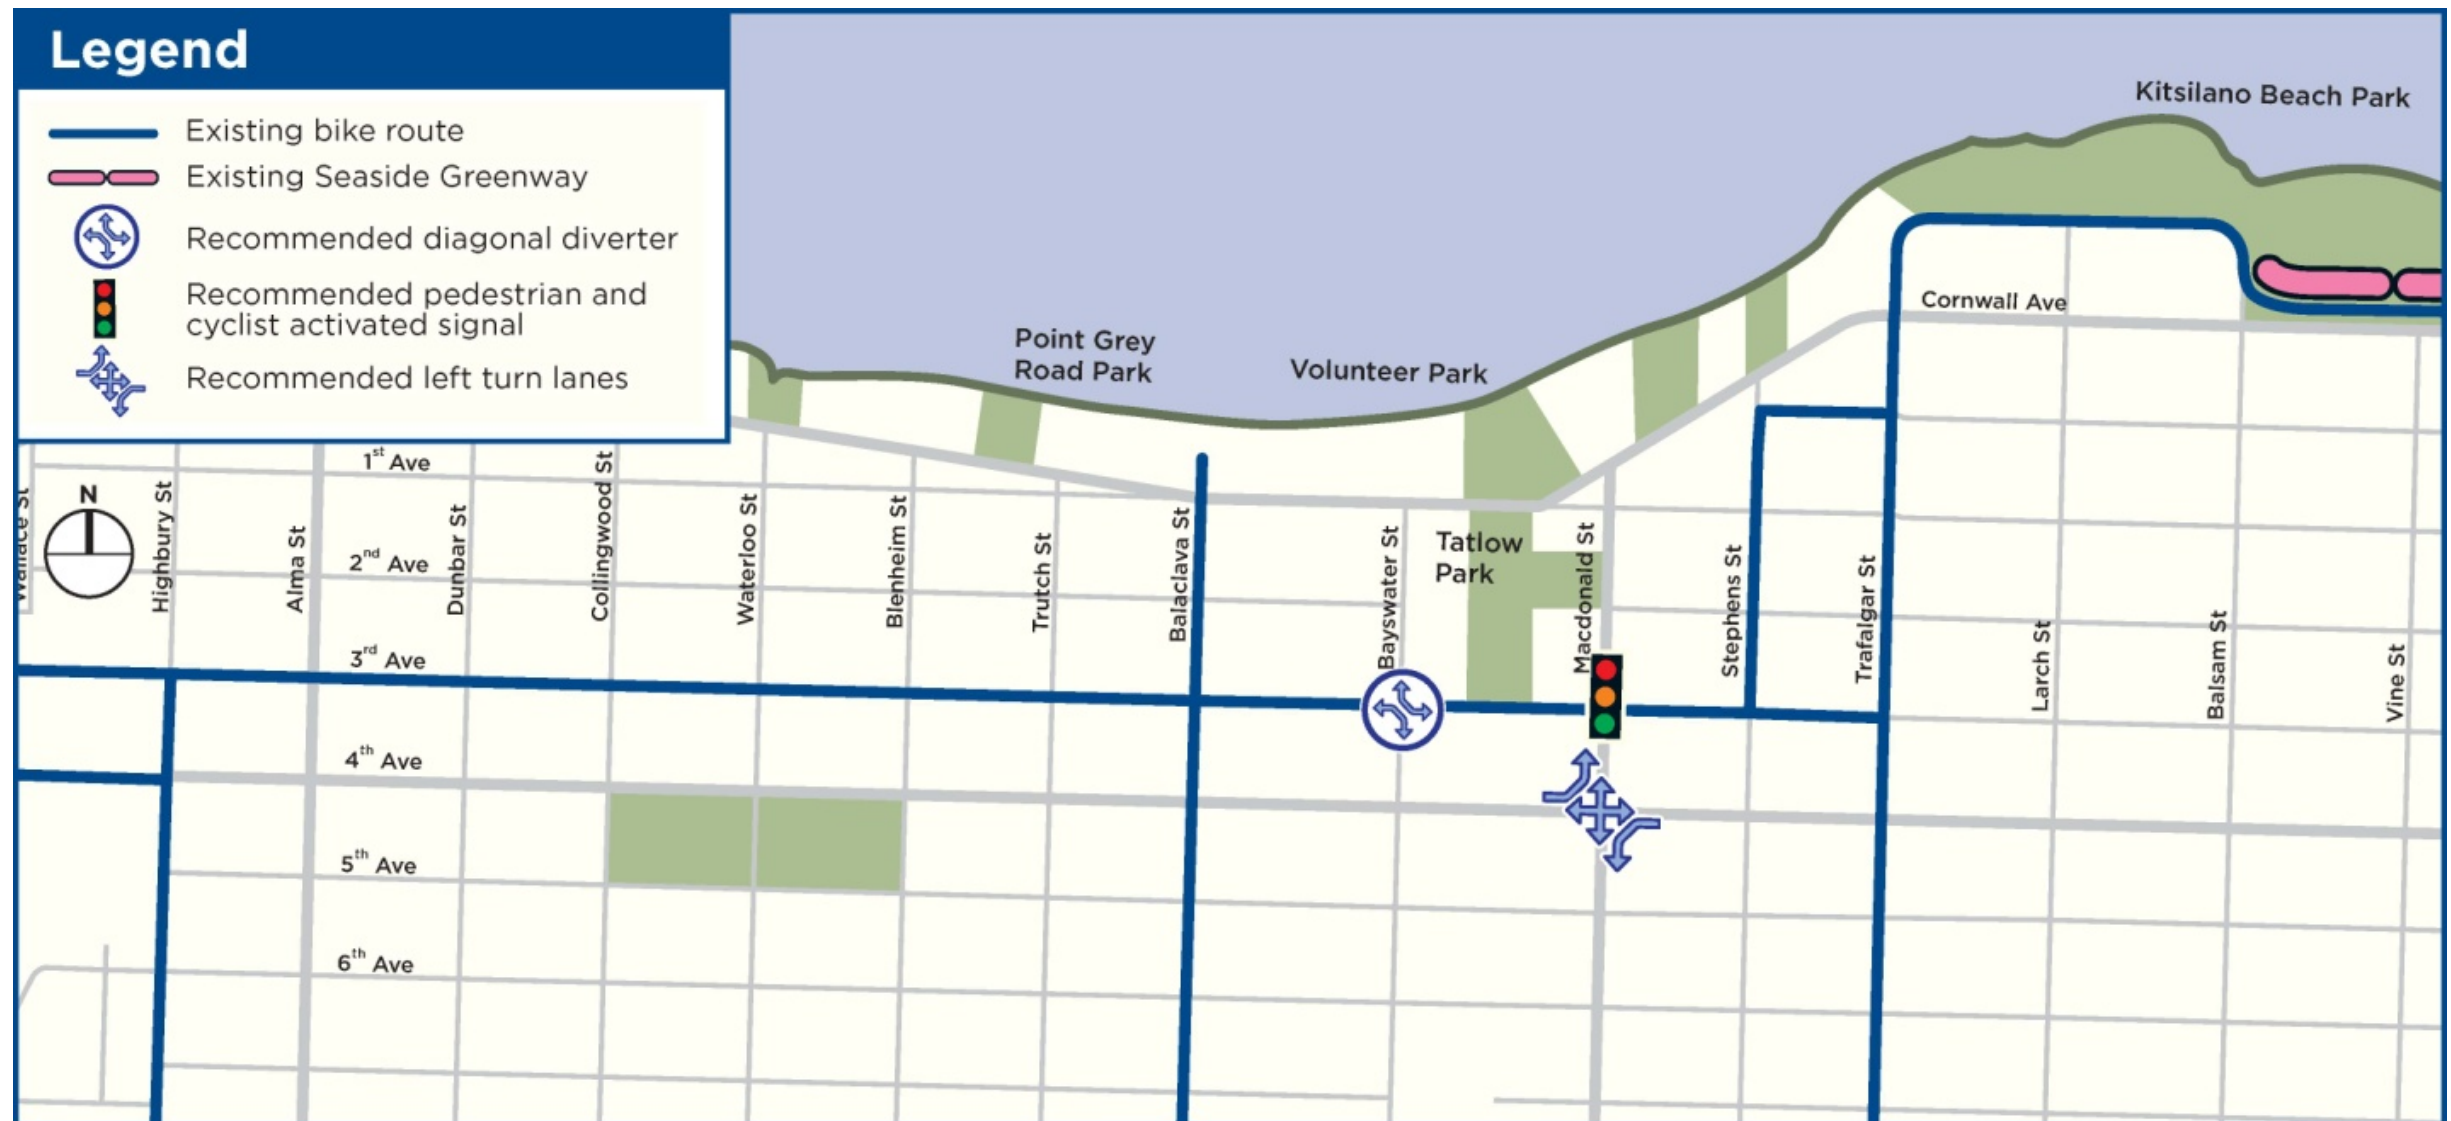 Legend
Existing bike route
Existing Seaside Greenway
Recommended diagonal diverter
Recommended pedestrian and
cyclist activated signal
Recommended left turn lanes
Kitsilano Beach Park
Cornwall Ave
Point Grey
Road Park
Volunteer Park
Tatlow
Park
N
1st Ave
2nd Ave
3rd Ave
4th Ave
5th Ave
6th Ave
Wallace St
Highbury St
Alma St
Dunbar St
Collingwood St
Waterloo St
Blenheim St
Trutch St
Balaclava St
Bayswater St
Macdonald St
Stephens St
Trafalgar St
Larch St
Balsam St
Vine St